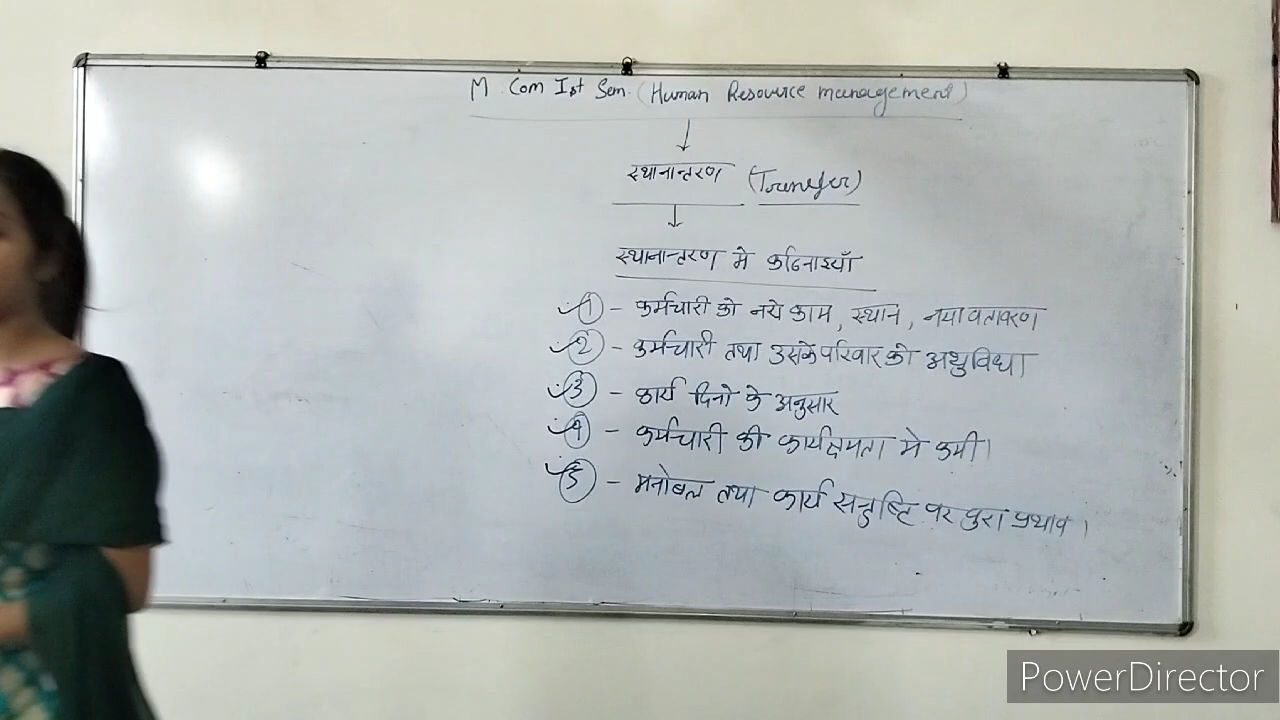 M. Com Ist Sem. (Human Resource management)
स्थानान्तरण (Transfer)
स्थानान्तरण मे कठिनाइयाँ
1 - कर्मचारी को नये काम, स्थान, नया वतावरण
2 - कर्मचारी तथा उसके परिवार की असुविधा
3 - कार्य दिनो के अनुसार
4 - कर्मचारी की कार्यक्षमता मे कमी।
5 - मनोबल तथा कार्य सन्तुष्टि पर बुरा प्रभाव।
PowerDirector